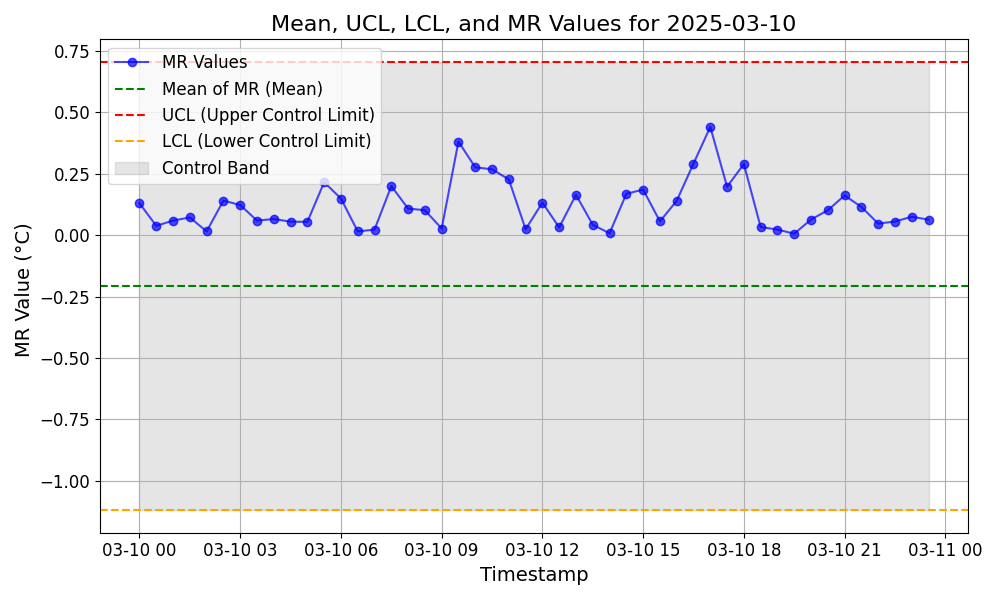 Mean, UCL, LCL, and MR Values for 2025-03-10
MR Values
Mean of MR (Mean)
UCL (Upper Control Limit)
LCL (Lower Control Limit)
Control Band
MR Value (°C)
0.75
0.50
0.25
0.00
−0.25
−0.50
−0.75
−1.00
03-10 00 03-10 03 03-10 06 03-10 09 03-10 12 03-10 15 03-10 18 03-10 21 03-11 00
Timestamp